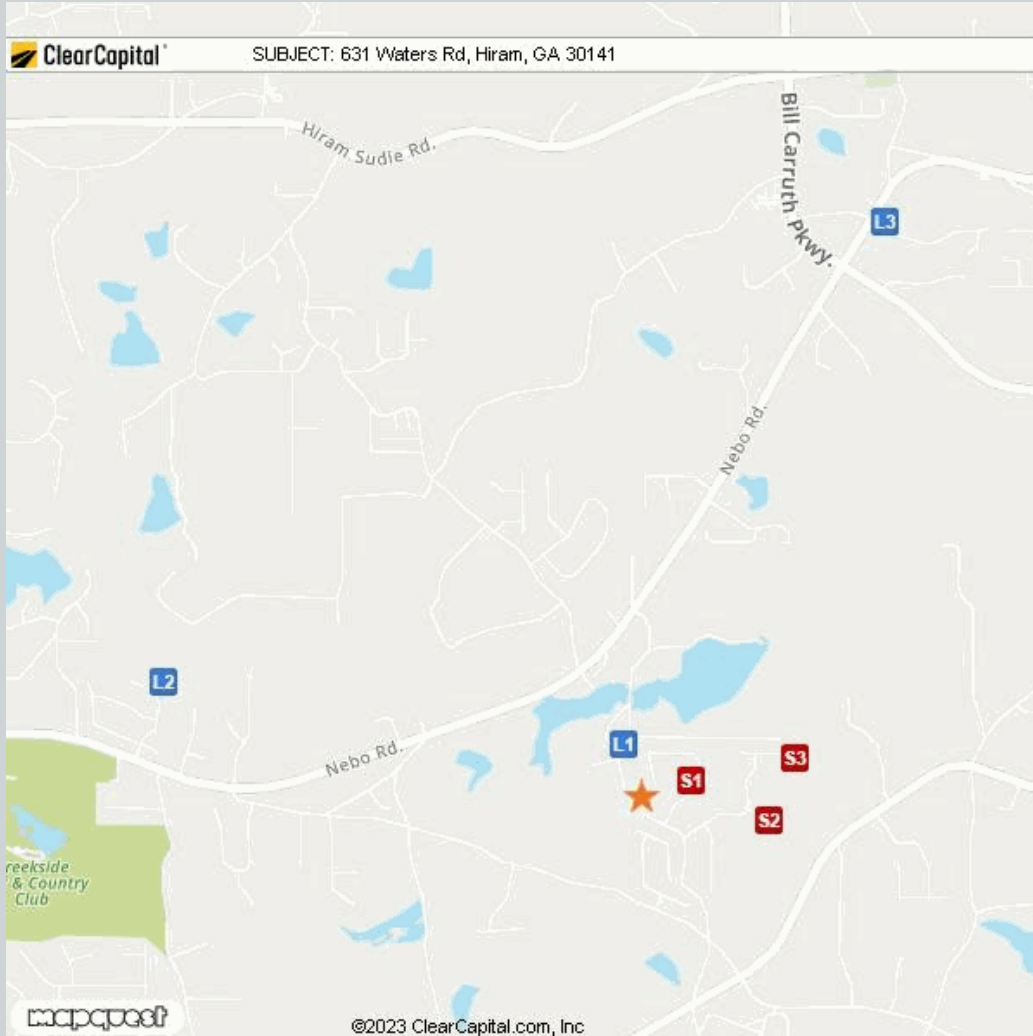 ClearCapital SUBJECT: 631 Waters Rd, Hiram, GA 30141
Hiram Sudie Rd.
Bill Carruth Pkwy.
L3
Nebo Rd.
L2
L1
Nebo Rd.
S3
S1
S2
reekside
& Country
Club
mapquest
©2023 ClearCapital.com, Inc